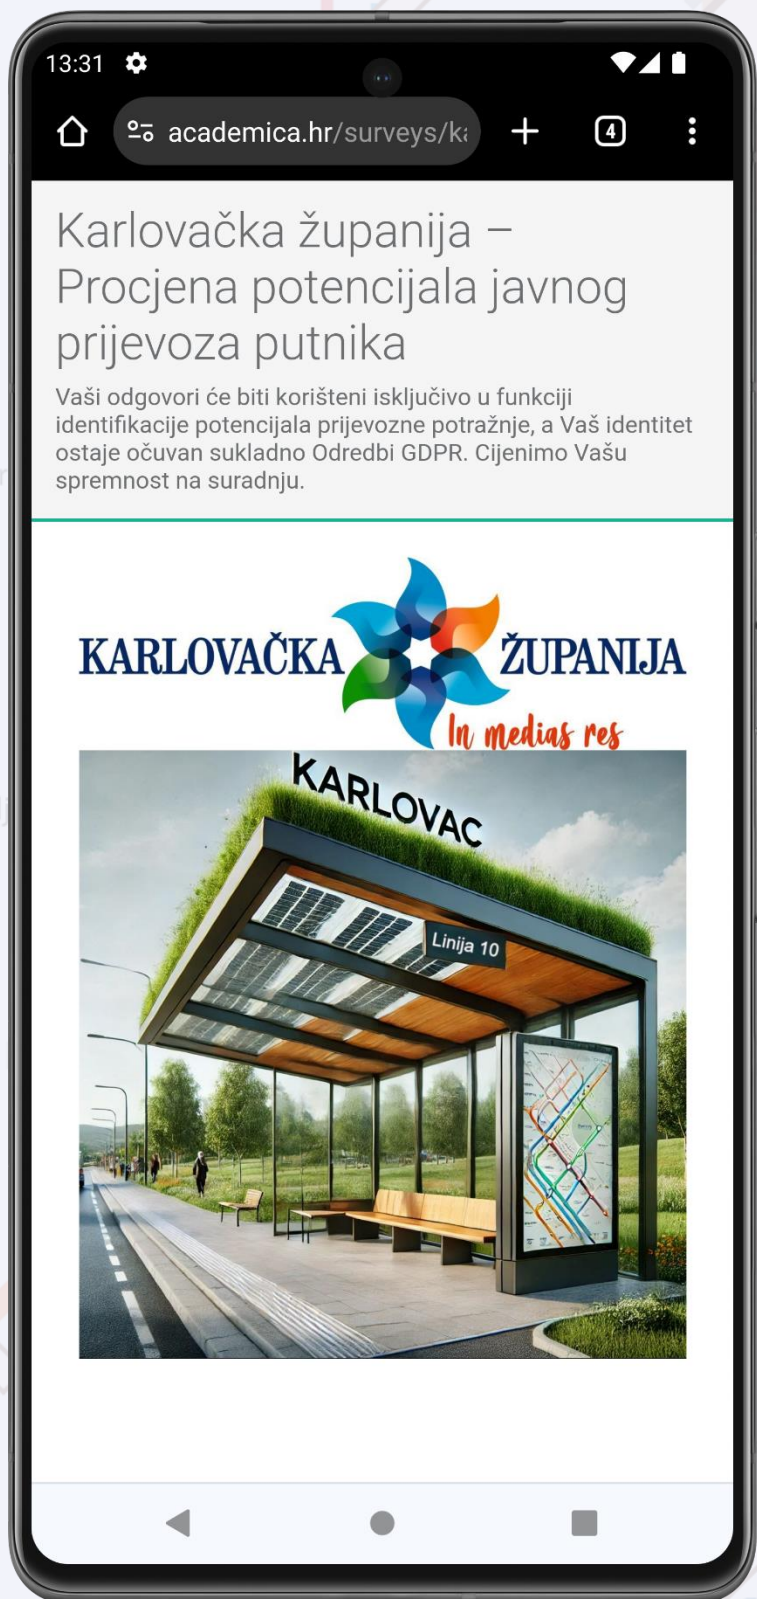 13:31
academica.hr/surveys/ka
4
Karlovačka županija –
Procjena potencijala javnog
prijevoza putnika
Vaši odgovori će biti korišteni isključivo u funkciji
identifikacije potencijala prijevozne potražnje, a Vaš identitet
ostaje očuvan sukladno Odredbi GDPR. Cijenimo Vašu
spremnost na suradnju.
KARLOVAČKA ŽUPANIJA
In medias res
KARLOVAC
Linija 10